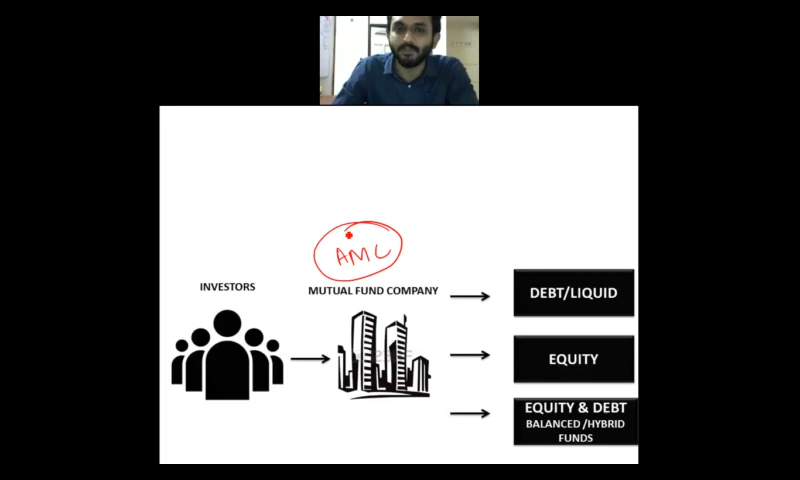 AMC
INVESTORS
MUTUAL FUND COMPANY
DEBT/LIQUID
EQUITY
EQUITY & DEBT
BALANCED /HYBRID
FUNDS